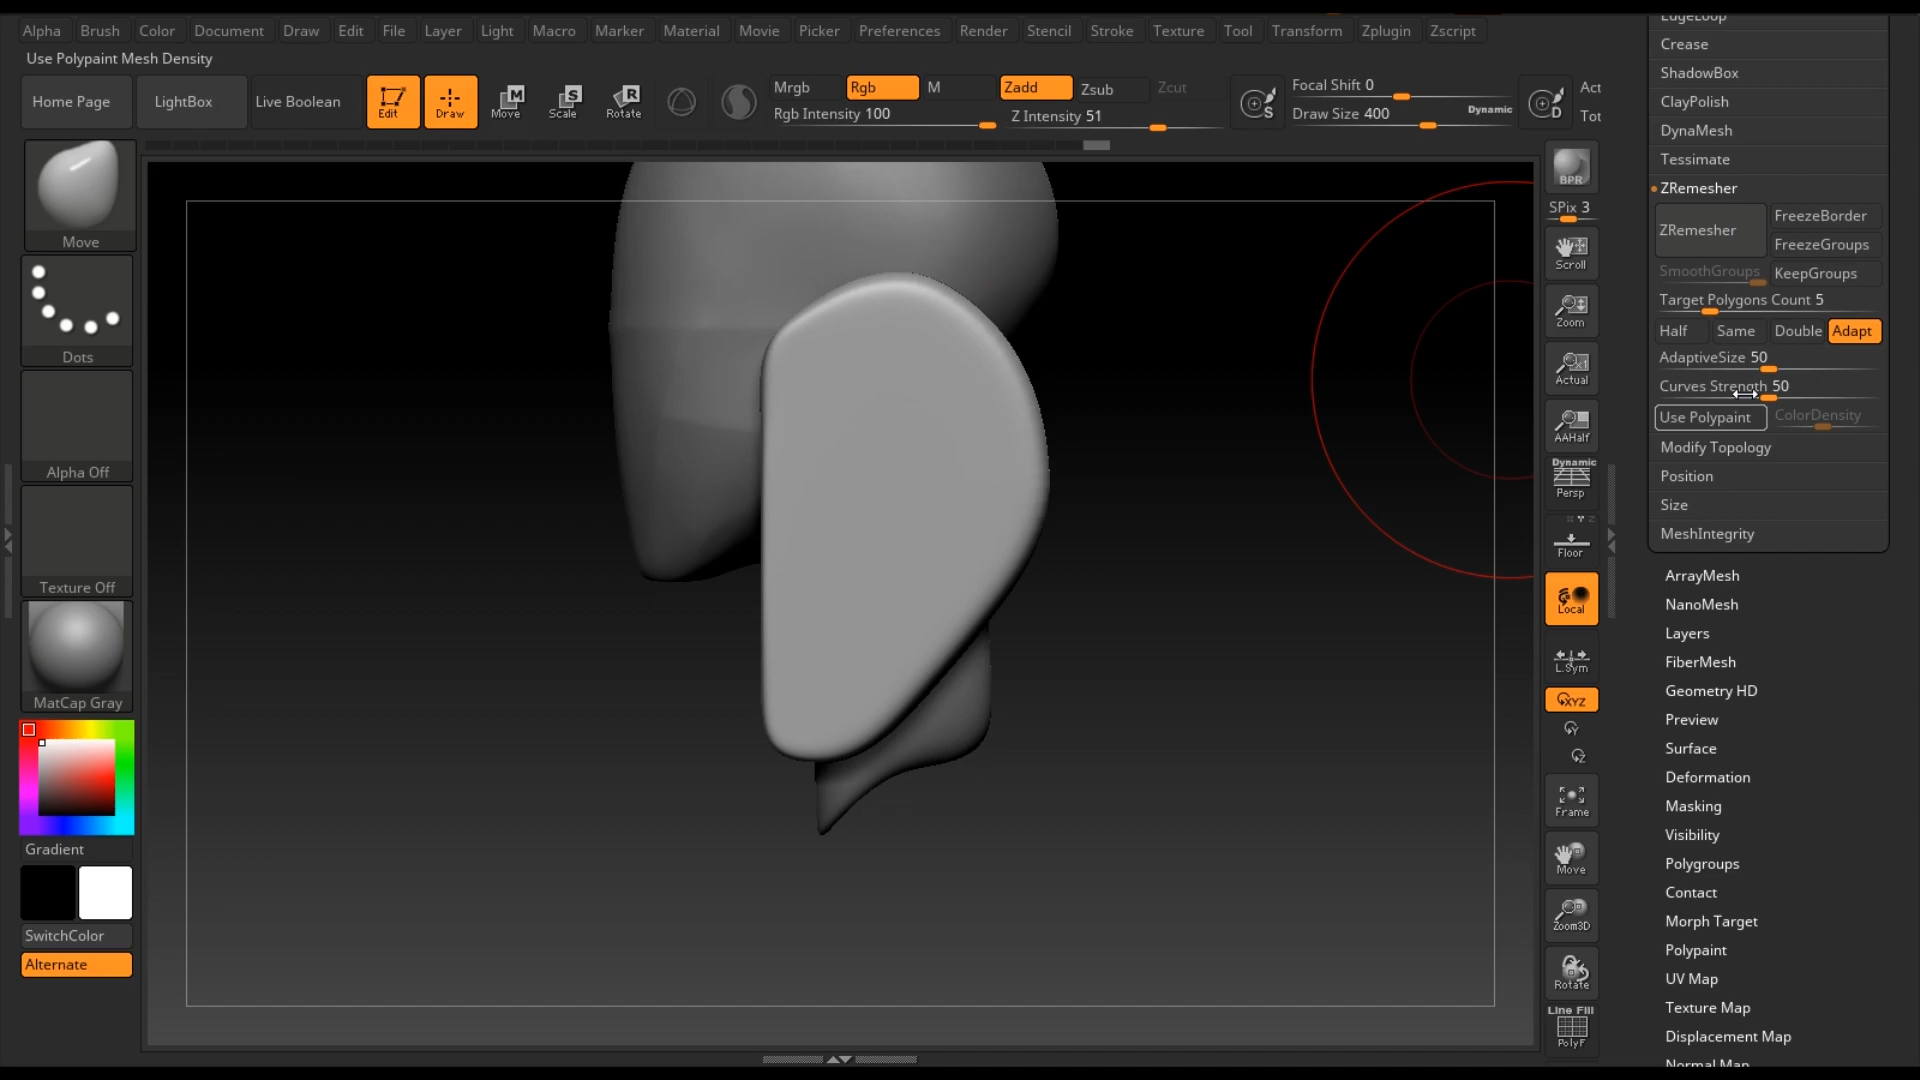 Alpha Brush Color Document Draw Edit File Layer Light Macro Marker Material Movie Picker Preferences Render Stencil Stroke Texture Tool Transform Zplugin Zscript
Use Polypaint Mesh Density
Home Page LightBox Live Boolean Edit Draw Move Scale Rotate
Mrgb Rgb M Zadd Zsub Zcut
Rgb Intensity 100 Z Intensity 51
S
Focal Shift 0
Draw Size 400 Dynamic
D
Act
Tot
Move
Dots
Alpha Off
Texture Off
MatCap Gray
Gradient
SwitchColor
Alternate
BPR
SPix 3
Scroll
Zoom
Actual
AAHalf
Dynamic
Persp
X Y Z
Floor
Local
L.Sym
XYZ
Y
Z
Frame
Move
Zoom3D
Rotate
Line Fill
PolyF
EdgeLoop
Crease
ShadowBox
ClayPolish
DynaMesh
Tessimate
ZRemesher
ZRemesher FreezeBorder
FreezeGroups
SmoothGroups KeepGroups
Target Polygons Count 5
Half Same Double Adapt
AdaptiveSize 50
Curves Strength 50
Use Polypaint ColorDensity
Modify Topology
Position
Size
MeshIntegrity
ArrayMesh
NanoMesh
Layers
FiberMesh
Geometry HD
Preview
Surface
Deformation
Masking
Visibility
Polygroups
Contact
Morph Target
Polypaint
UV Map
Texture Map
Displacement Map
Normal Map